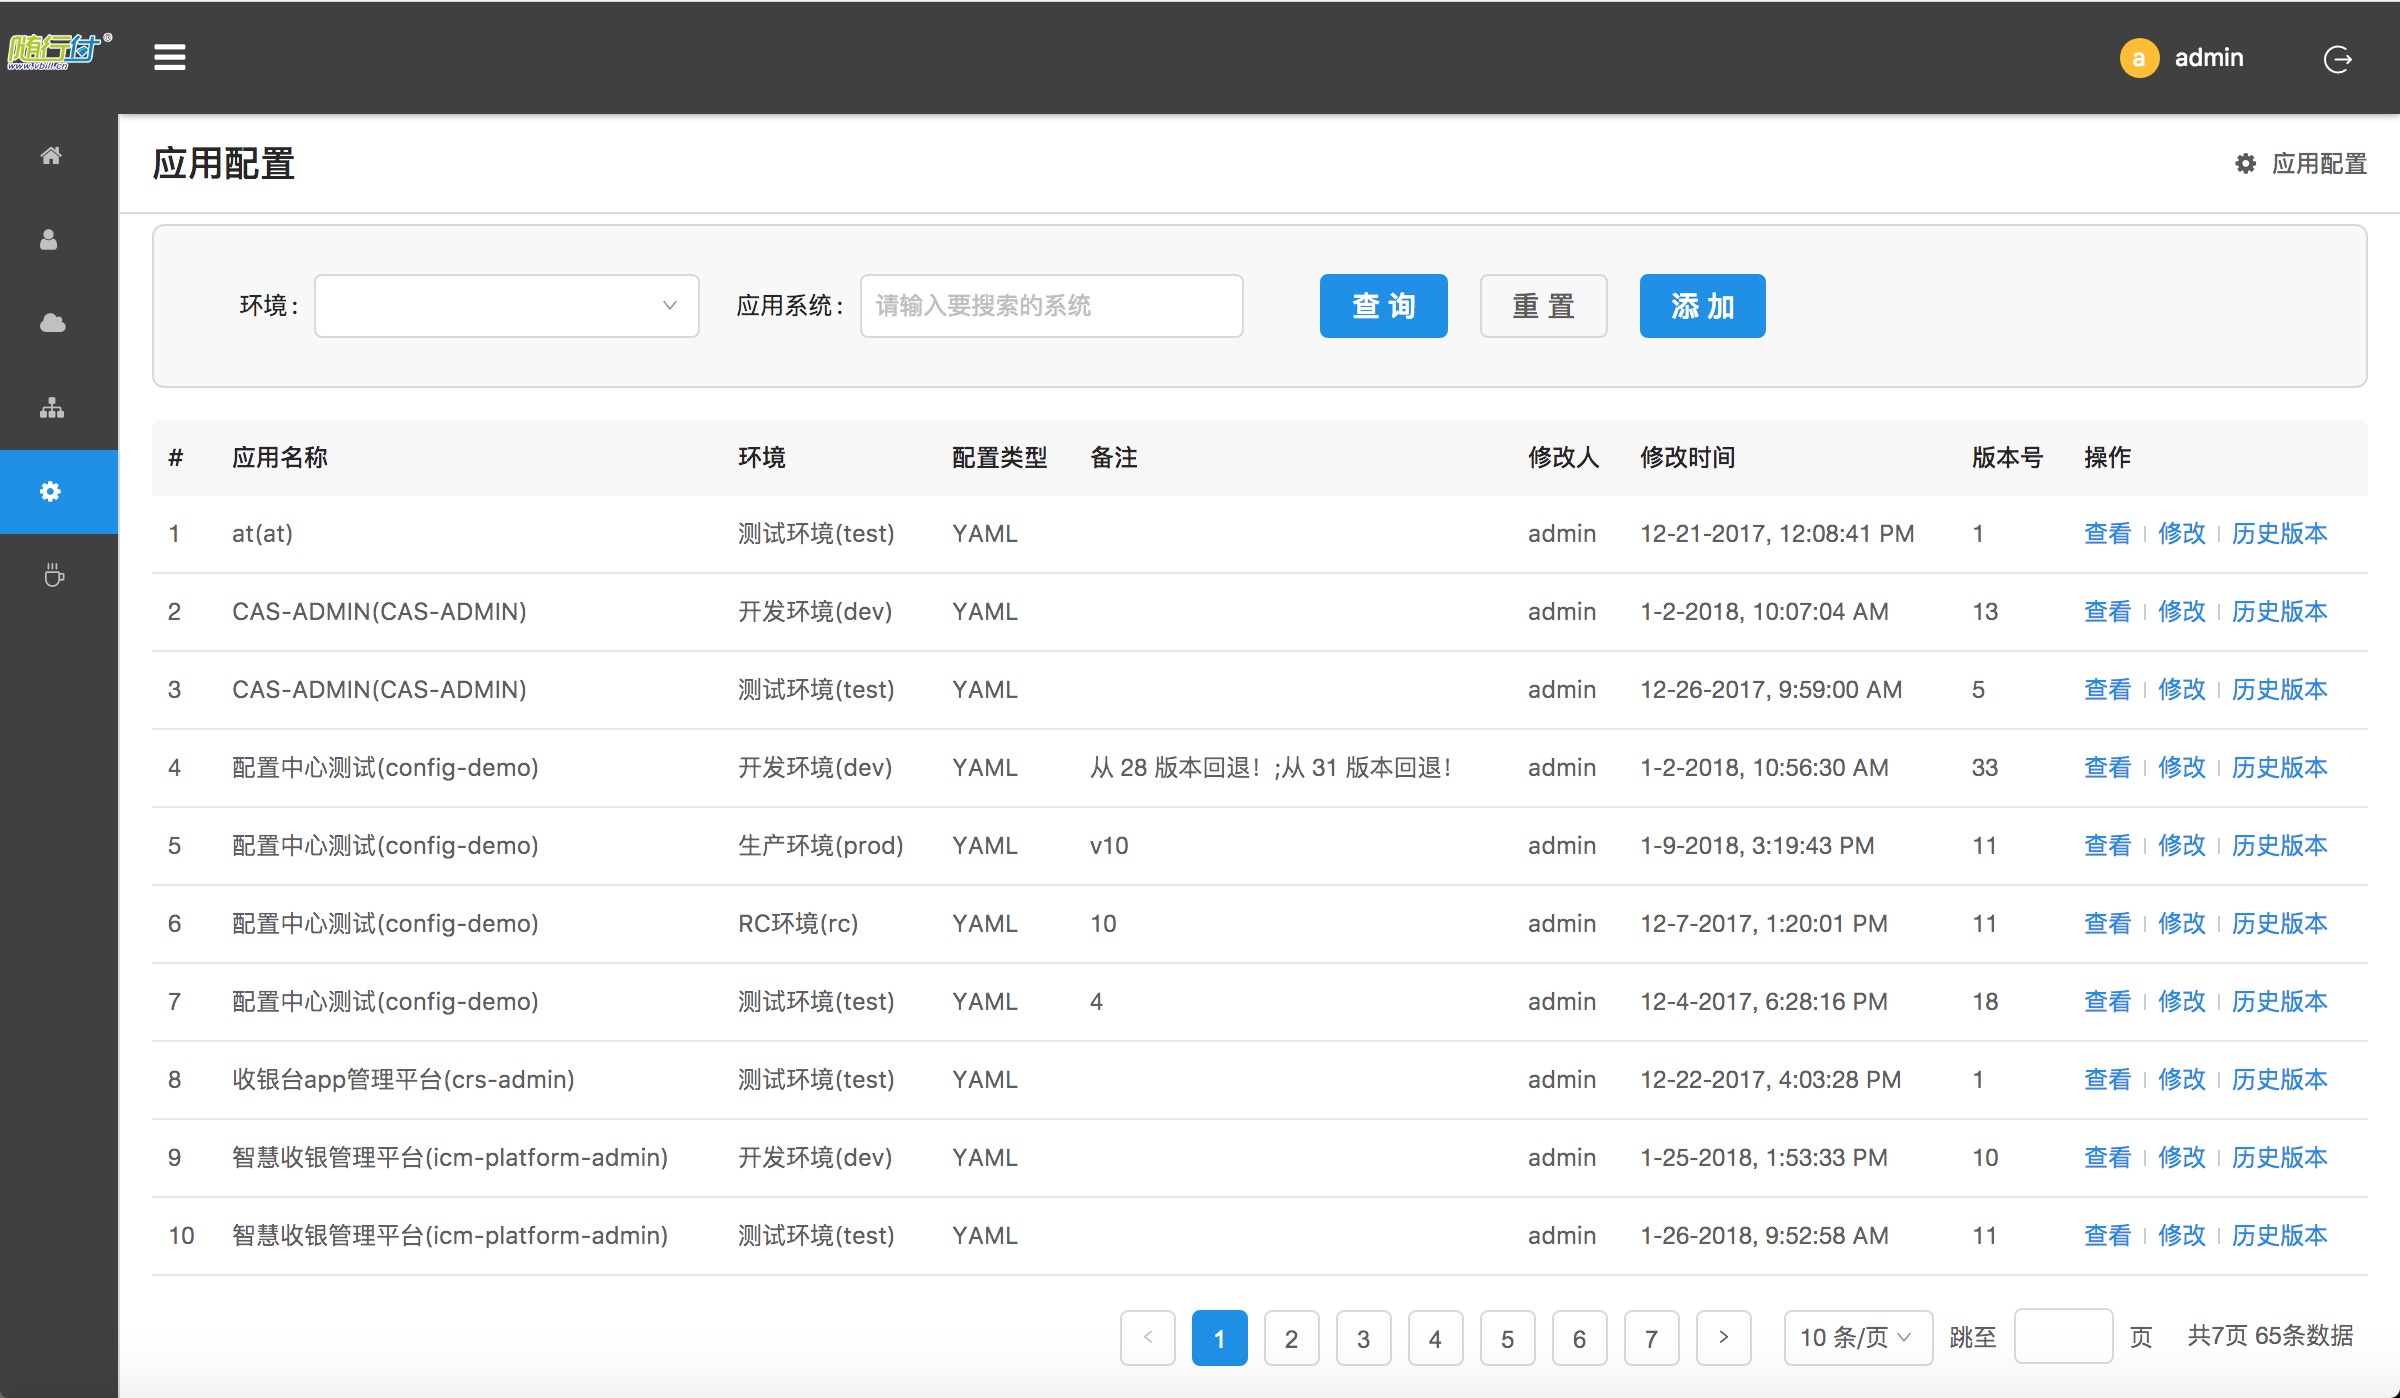 随行付®
www.vbill.cn
a admin
应用配置
应用配置
环境： 应用系统： 请输入要搜索的系统 查 询 重 置 添 加
# 应用名称 环境 配置类型 备注 修改人 修改时间 版本号 操作
1 at(at) 测试环境(test) YAML admin 12-21-2017, 12:08:41 PM 1 查看 修改 历史版本
2 CAS-ADMIN(CAS-ADMIN) 开发环境(dev) YAML admin 1-2-2018, 10:07:04 AM 13 查看 修改 历史版本
3 CAS-ADMIN(CAS-ADMIN) 测试环境(test) YAML admin 12-26-2017, 9:59:00 AM 5 查看 修改 历史版本
4 配置中心测试(config-demo) 开发环境(dev) YAML 从 28 版本回退！;从 31 版本回退！ admin 1-2-2018, 10:56:30 AM 33 查看 修改 历史版本
5 配置中心测试(config-demo) 生产环境(prod) YAML v10 admin 1-9-2018, 3:19:43 PM 11 查看 修改 历史版本
6 配置中心测试(config-demo) RC环境(rc) YAML 10 admin 12-7-2017, 1:20:01 PM 11 查看 修改 历史版本
7 配置中心测试(config-demo) 测试环境(test) YAML 4 admin 12-4-2017, 6:28:16 PM 18 查看 修改 历史版本
8 收银台app管理平台(crs-admin) 测试环境(test) YAML admin 12-22-2017, 4:03:28 PM 1 查看 修改 历史版本
9 智慧收银管理平台(icm-platform-admin) 开发环境(dev) YAML admin 1-25-2018, 1:53:33 PM 10 查看 修改 历史版本
10 智慧收银管理平台(icm-platform-admin) 测试环境(test) YAML admin 1-26-2018, 9:52:58 AM 11 查看 修改 历史版本
< 1 2 3 4 5 6 7 > 10 条/页 跳至 页 共7页 65条数据